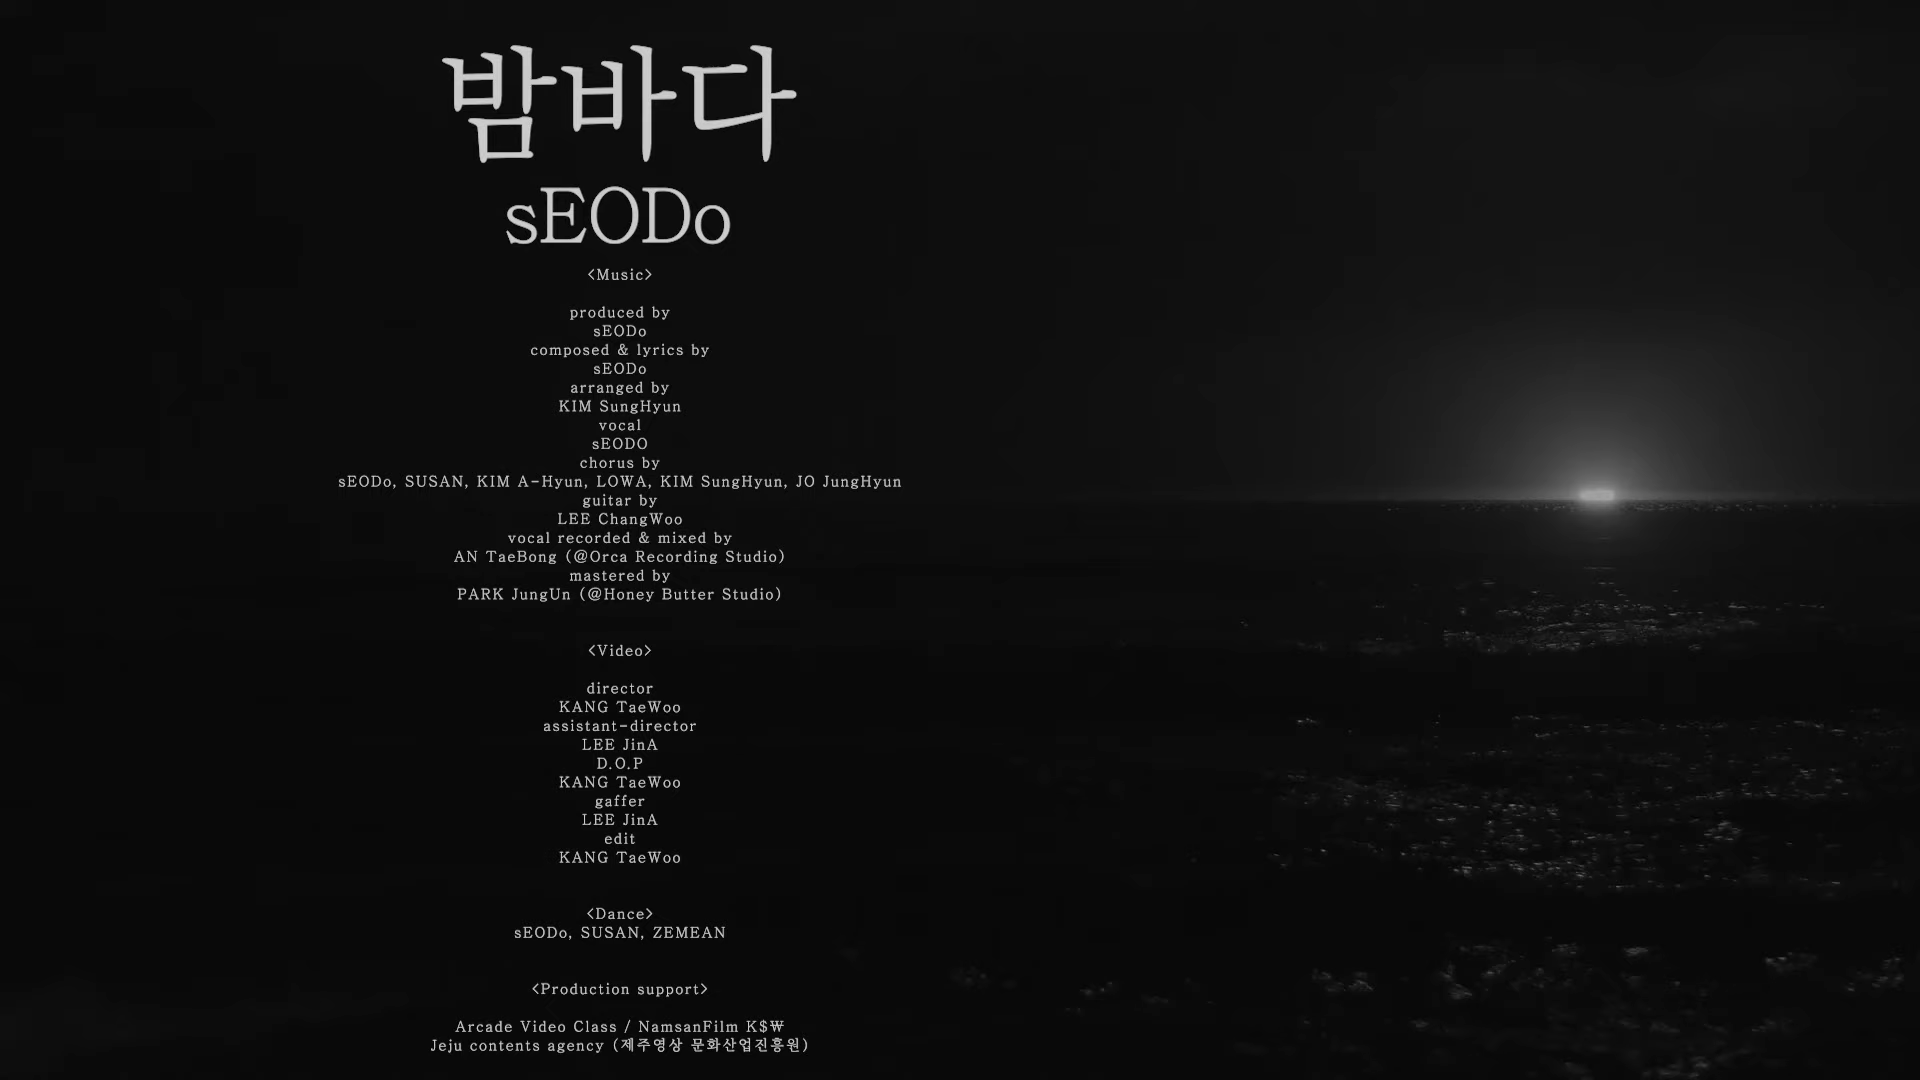 밤바다
sEODo
<Music>
produced by
sEODo
composed & lyrics by
sEODo
arranged by
KIM SungHyun
vocal
sEODO
chorus by
sEODo, SUSAN, KIM A-Hyun, LOWA, KIM SungHyun, JO JungHyun
guitar by
LEE ChangWoo
vocal recorded & mixed by
AN TaeBong (@Orca Recording Studio)
mastered by
PARK JungUn (@Honey Butter Studio)
<Video>
director
KANG TaeWoo
assistant-director
LEE JinA
D.O.P
KANG TaeWoo
gaffer
LEE JinA
edit
KANG TaeWoo
<Dance>
sEODo, SUSAN, ZEMEAN
<Production support>
Arcade Video Class / NamsanFilm K$₩
Jeju contents agency (제주영상 문화산업진흥원)